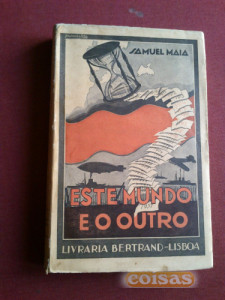 SAMUEL MAIA
ESTE MUNDO
E O OUTRO
LIVRARIA BERTRAND-LISBOA
coisas